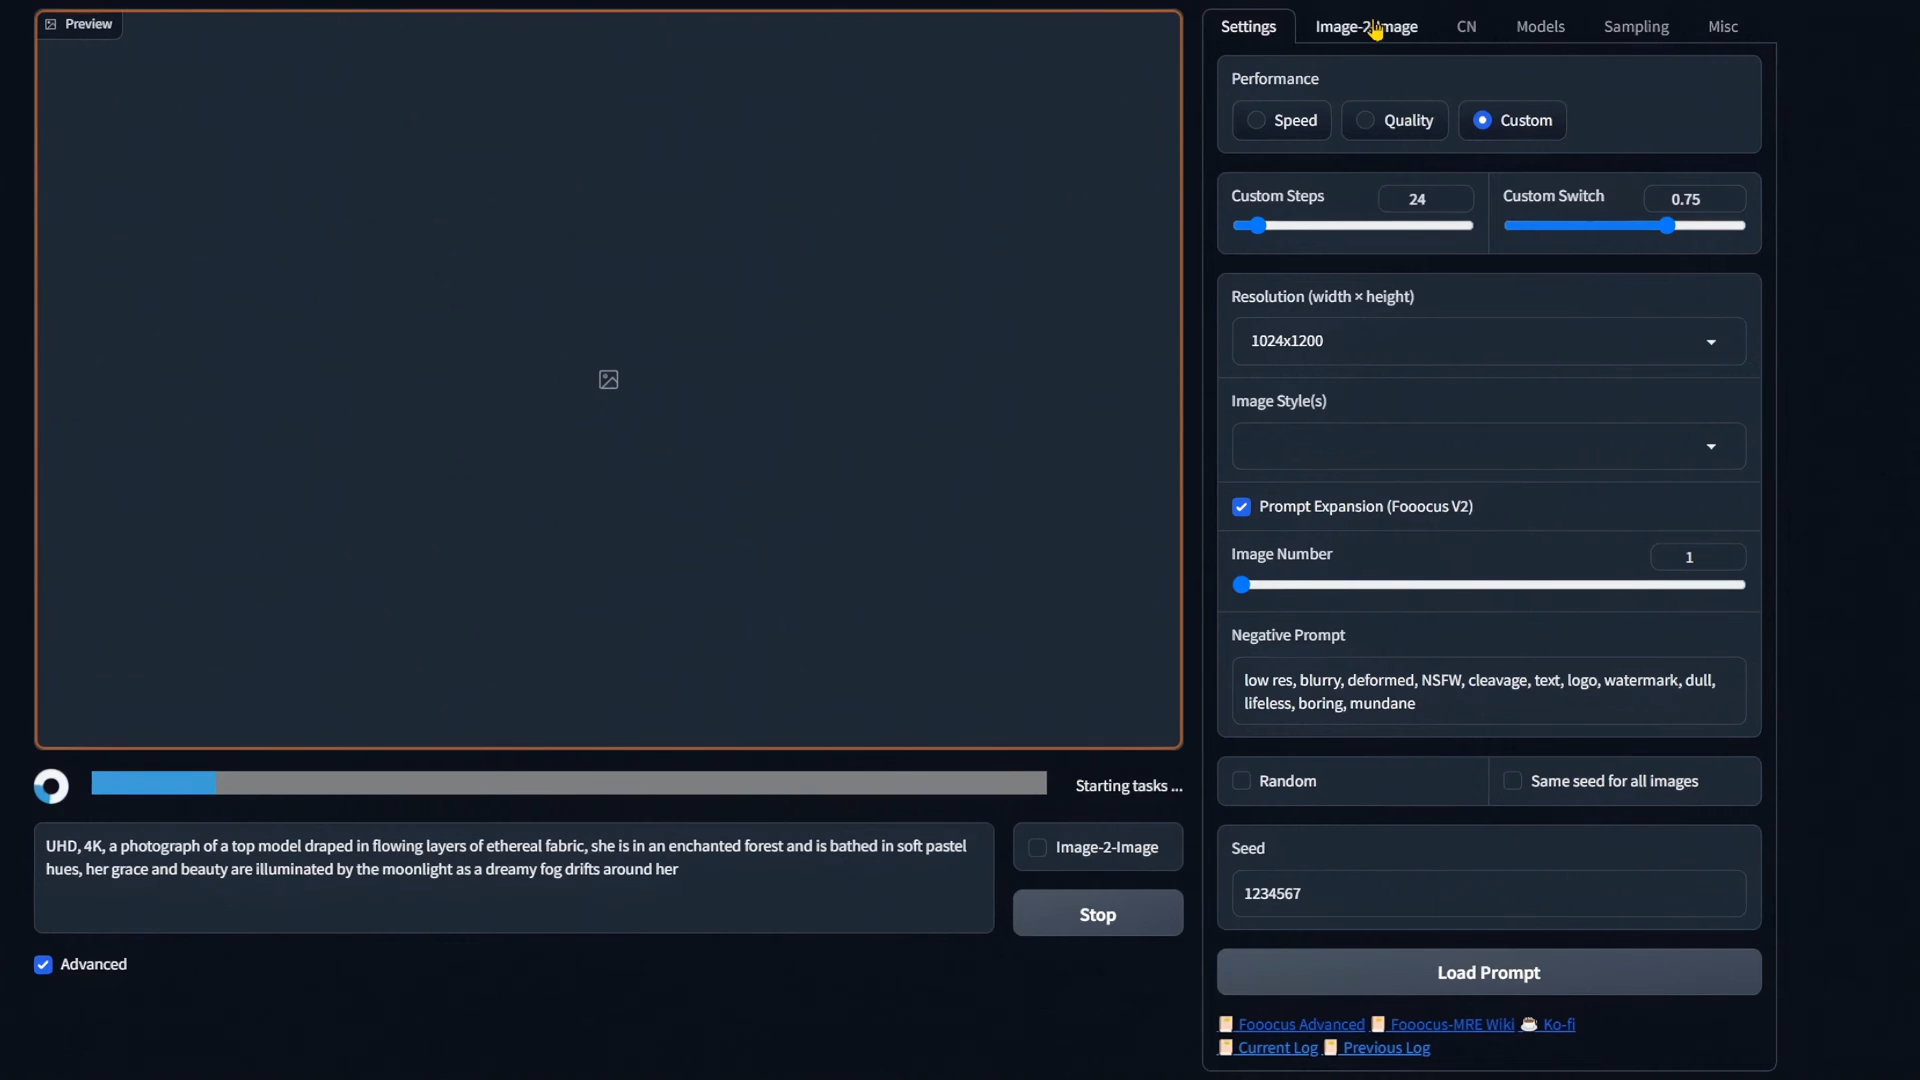 Preview
Settings
Image-2-Image
CN
Models
Sampling
Misc
Performance
Speed
Quality
Custom
Custom Steps
24
Custom Switch
0.75
Resolution (width × height)
1024x1200
Image Style(s)
Prompt Expansion (Fooocus V2)
Image Number
1
Negative Prompt
low res, blurry, deformed, NSFW, cleavage, text, logo, watermark, dull,
lifeless, boring, mundane
Random
Same seed for all images
Starting tasks ...
UHD, 4K, a photograph of a top model draped in flowing layers of ethereal fabric, she is in an enchanted forest and is bathed in soft pastel
hues, her grace and beauty are illuminated by the moonlight as a dreamy fog drifts around her
Image-2-Image
Stop
Advanced
Seed
1234567
Load Prompt
Fooocus Advanced Fooocus-MRE Wiki Ko-fi
Current Log Previous Log